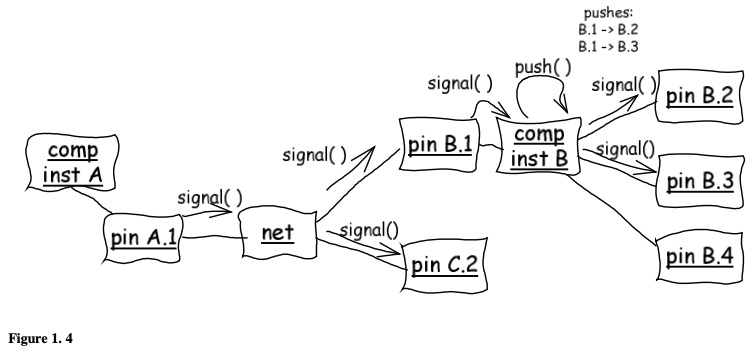 pushes:
B.1 -> B.2
B.1 -> B.3
push( )
signal( )
signal( )
pin B.2
comp
inst B
pin B.1
signal( )
signal()
pin B.3
comp
inst A
signal( )
pin A.1
net
signal()
pin C.2
pin B.4
Figure 1. 4